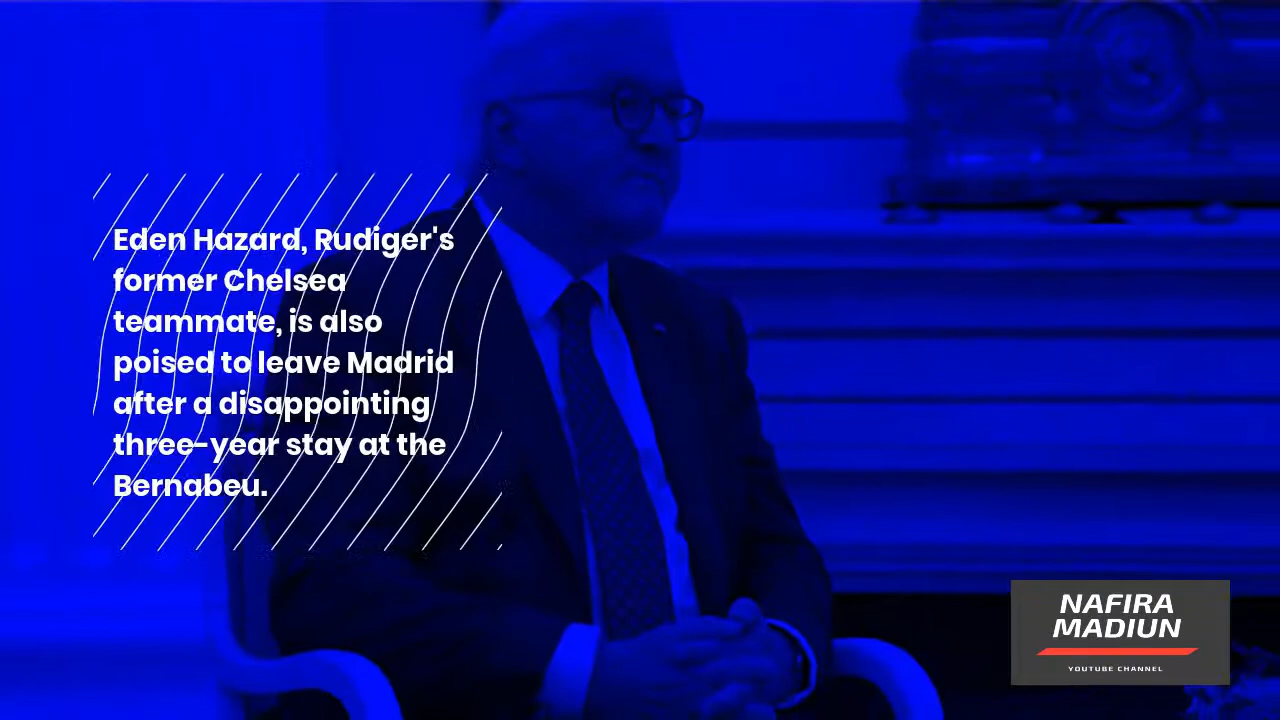 Eden Hazard, Rudiger's
former Chelsea
teammate, is also
poised to leave Madrid
after a disappointing
three-year stay at the
Bernabeu.
NAFIRA
MADIUN
YOUTUBE CHANNEL